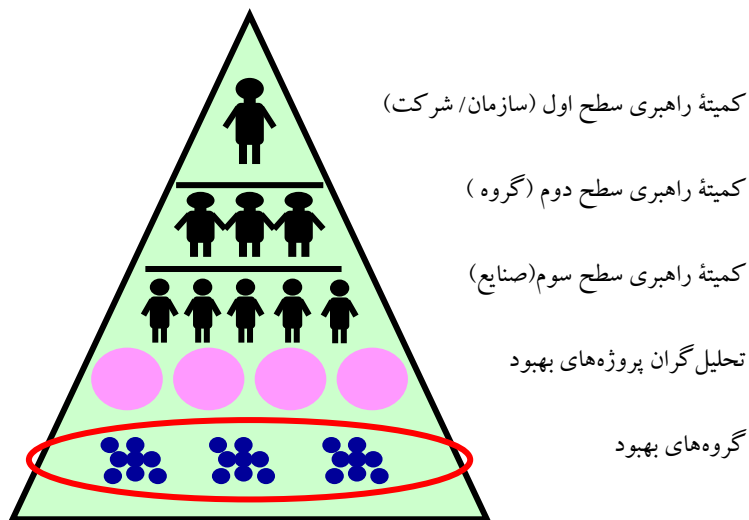 کمیتهٔ راهبری سطح اول (سازمان/ شرکت)
کمیتهٔ راهبری سطح دوم (گروه )
کمیتهٔ راهبری سطح سوم(صنایع)
تحلیل‌گران پروژه‌های بهبود
گروه‌های بهبود